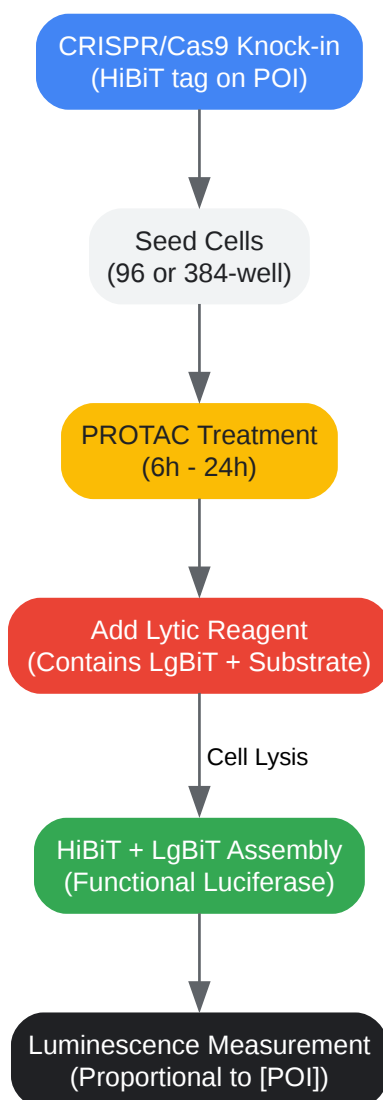 CRISPR/Cas9 Knock-in
(HiBiT tag on POI)
Seed Cells
(96 or 384-well)
PROTAC Treatment
(6h - 24h)
Add Lytic Reagent
(Contains LgBiT + Substrate)
Cell Lysis
HiBiT + LgBiT Assembly
(Functional Luciferase)
Luminescence Measurement
(Proportional to [POI])